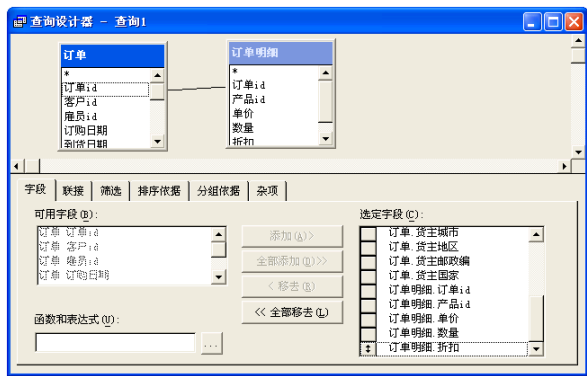 查询设计器 - 查询1
订单
*
订单id
客户id
雇员id
订购日期
到货日期
订单明细
*
订单id
产品id
单价
数量
折扣
字段 联接 筛选 排序依据 分组依据 杂项
可用字段(B):
订单.订单id
订单.客户id
订单.雇员id
订单.订购日期
函数和表达式(U):
...
添加(A)>
全部添加(D)>>
<移去(R)
<< 全部移去(L)
选定字段(C):
订单.货主城市
订单.货主地区
订单.货主邮政编
订单.货主国家
订单明细.订单id
订单明细.产品id
订单明细.单价
订单明细.数量
订单明细.折扣